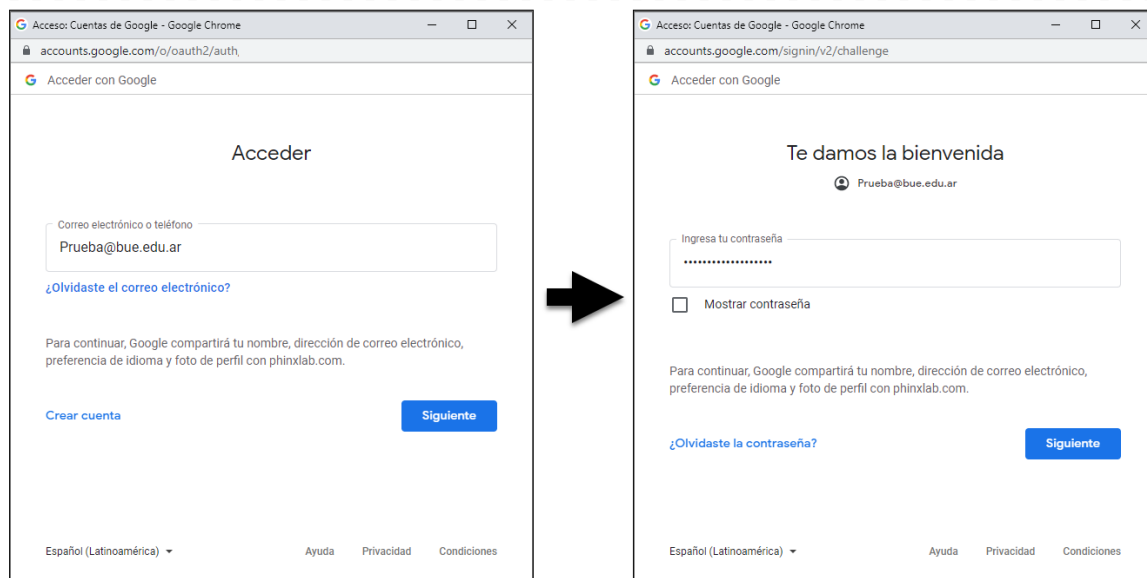 Acceso: Cuentas de Google - Google Chrome
accounts.google.com/o/oauth2/auth,
Acceder con Google
Acceder
Correo electrónico o teléfono
Prueba@bue.edu.ar
¿Olvidaste el correo electrónico?
Para continuar, Google compartirá tu nombre, dirección de correo electrónico,
preferencia de idioma y foto de perfil con phinxlab.com.
Crear cuenta
Siguiente
Español (Latinoamérica)
Ayuda
Privacidad
Condiciones
Acceso: Cuentas de Google - Google Chrome
accounts.google.com/signin/v2/challenge
Acceder con Google
Te damos la bienvenida
Prueba@bue.edu.ar
Ingresa tu contraseña
•••••••••••••••••••
Mostrar contraseña
Para continuar, Google compartirá tu nombre, dirección de correo electrónico,
preferencia de idioma y foto de perfil con phinxlab.com.
¿Olvidaste la contraseña?
Siguiente
Español (Latinoamérica)
Ayuda
Privacidad
Condiciones